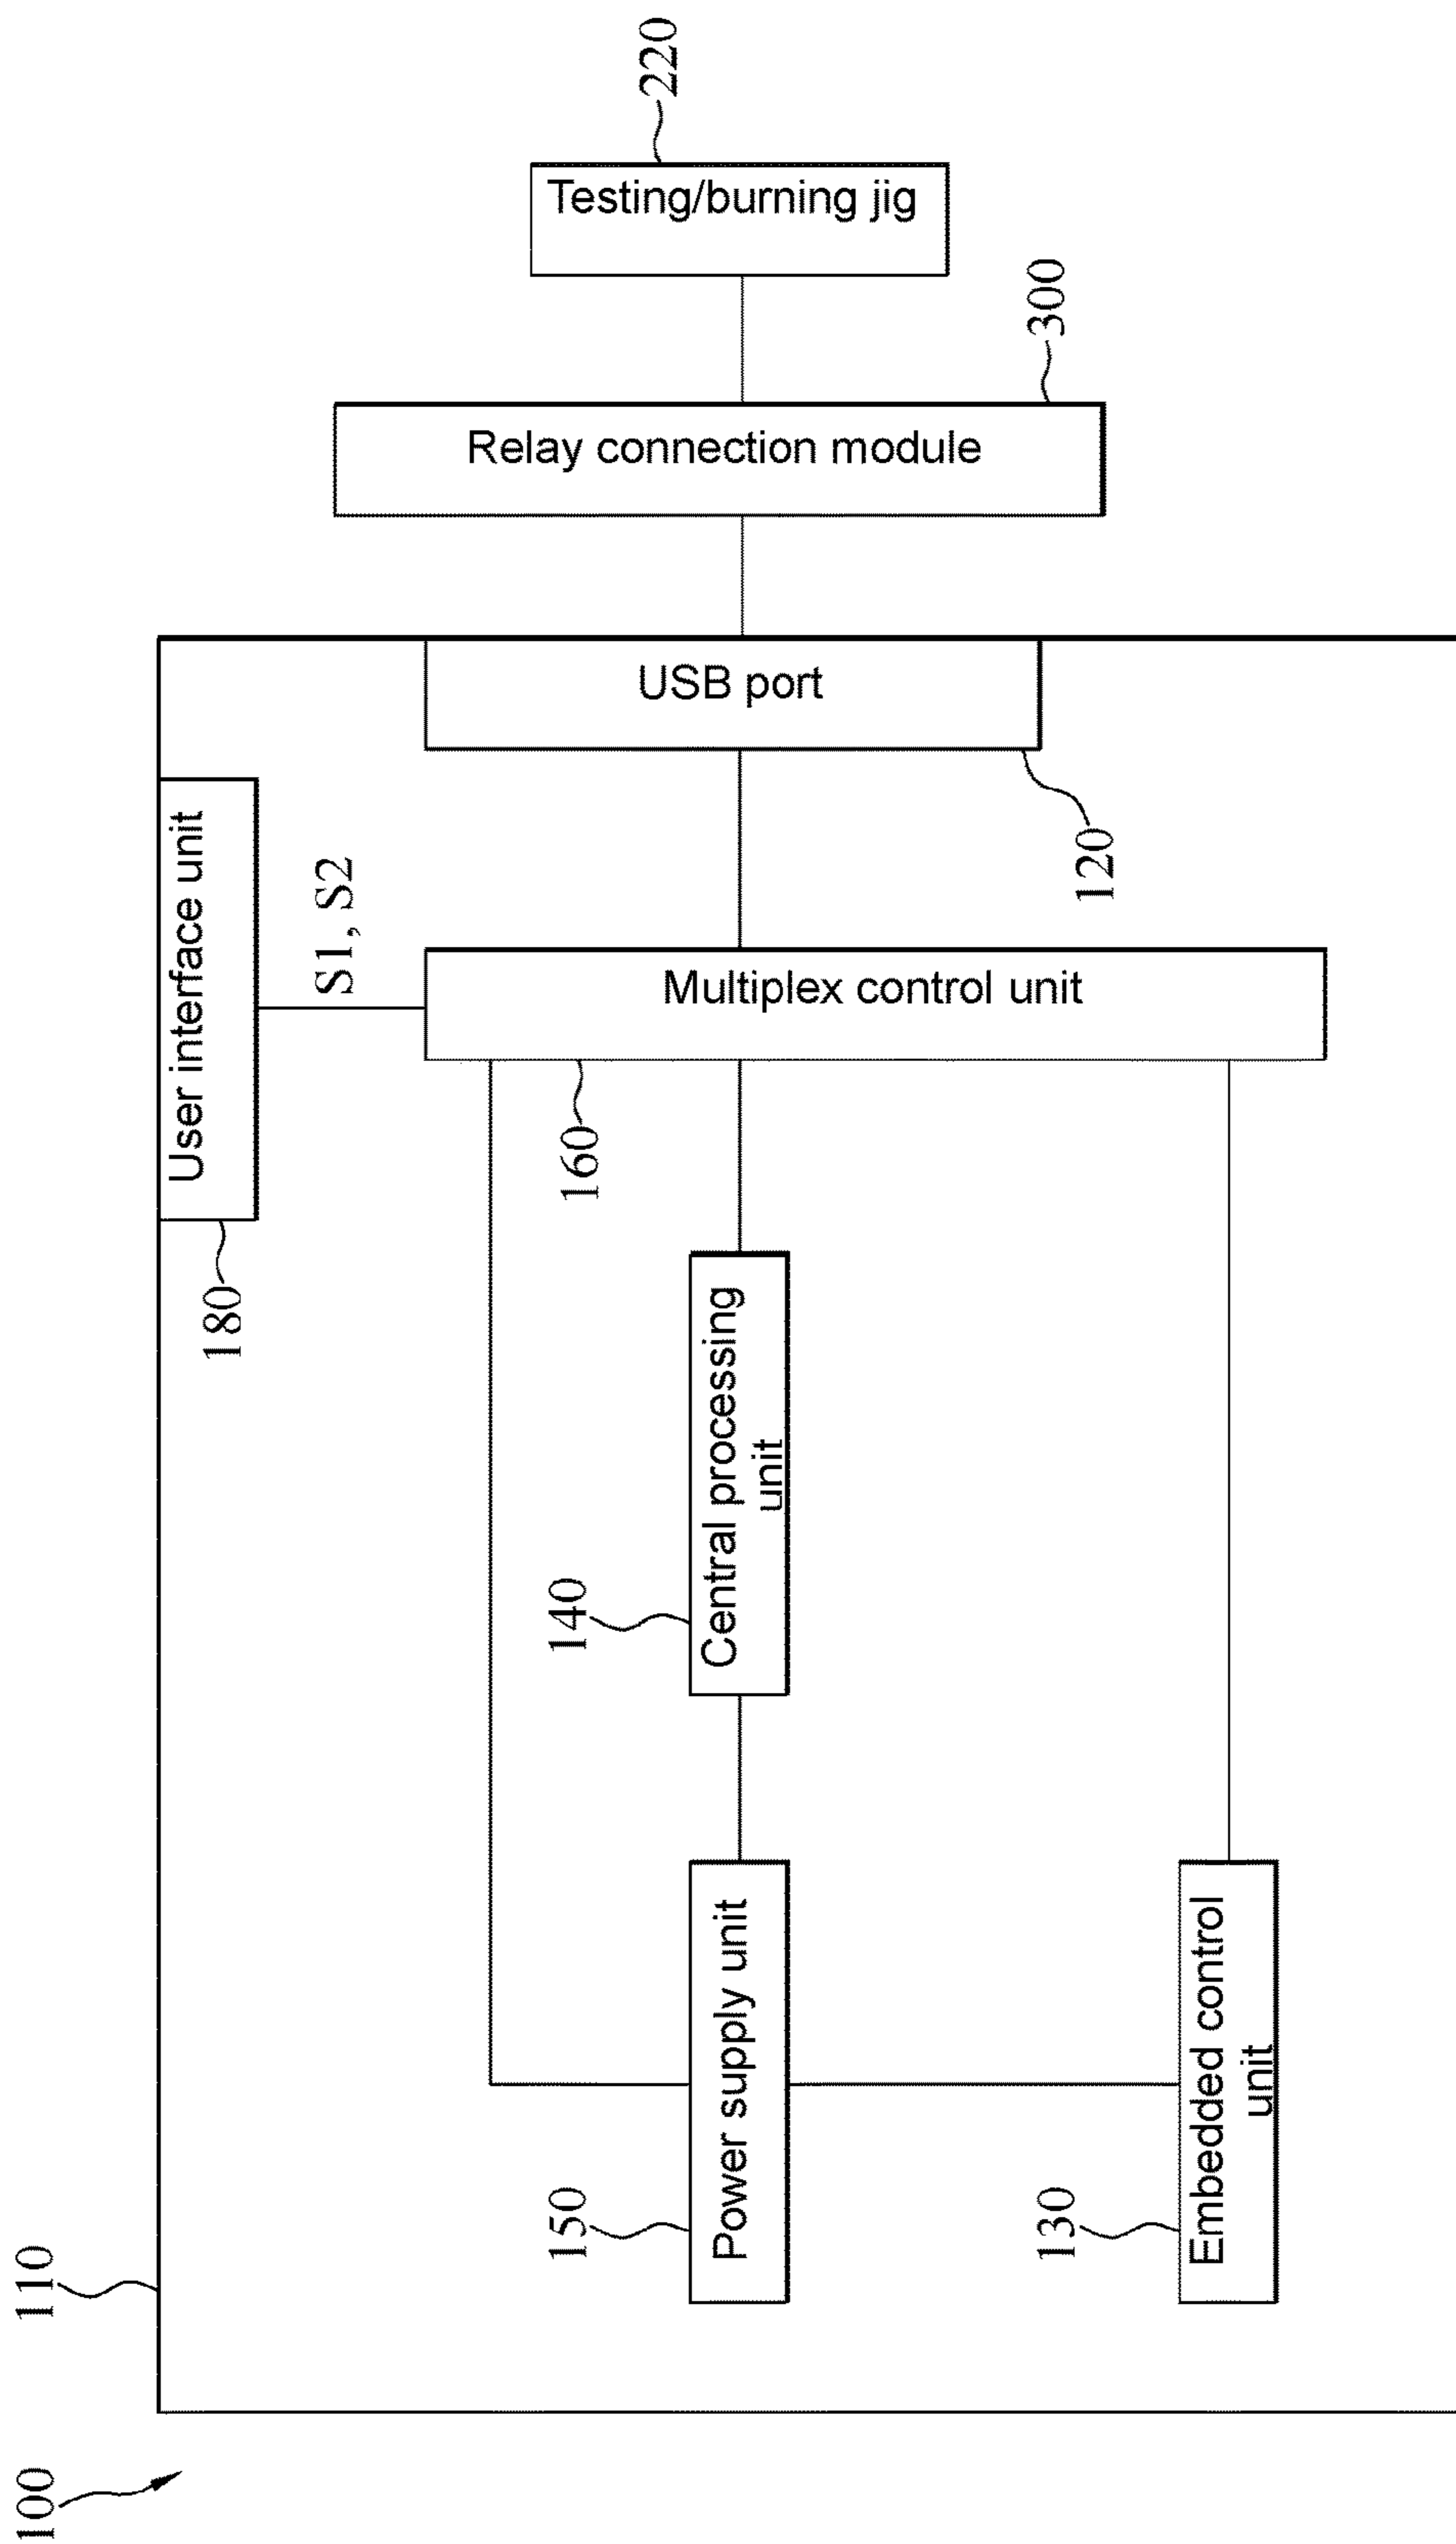 220
Testing/burning jig
300
Relay connection module
USB port
120
User interface unit
180
S1, S2
Multiplex control unit
160
Central processing
unit
140
Power supply unit
150
Embedded control
unit
130
110
100